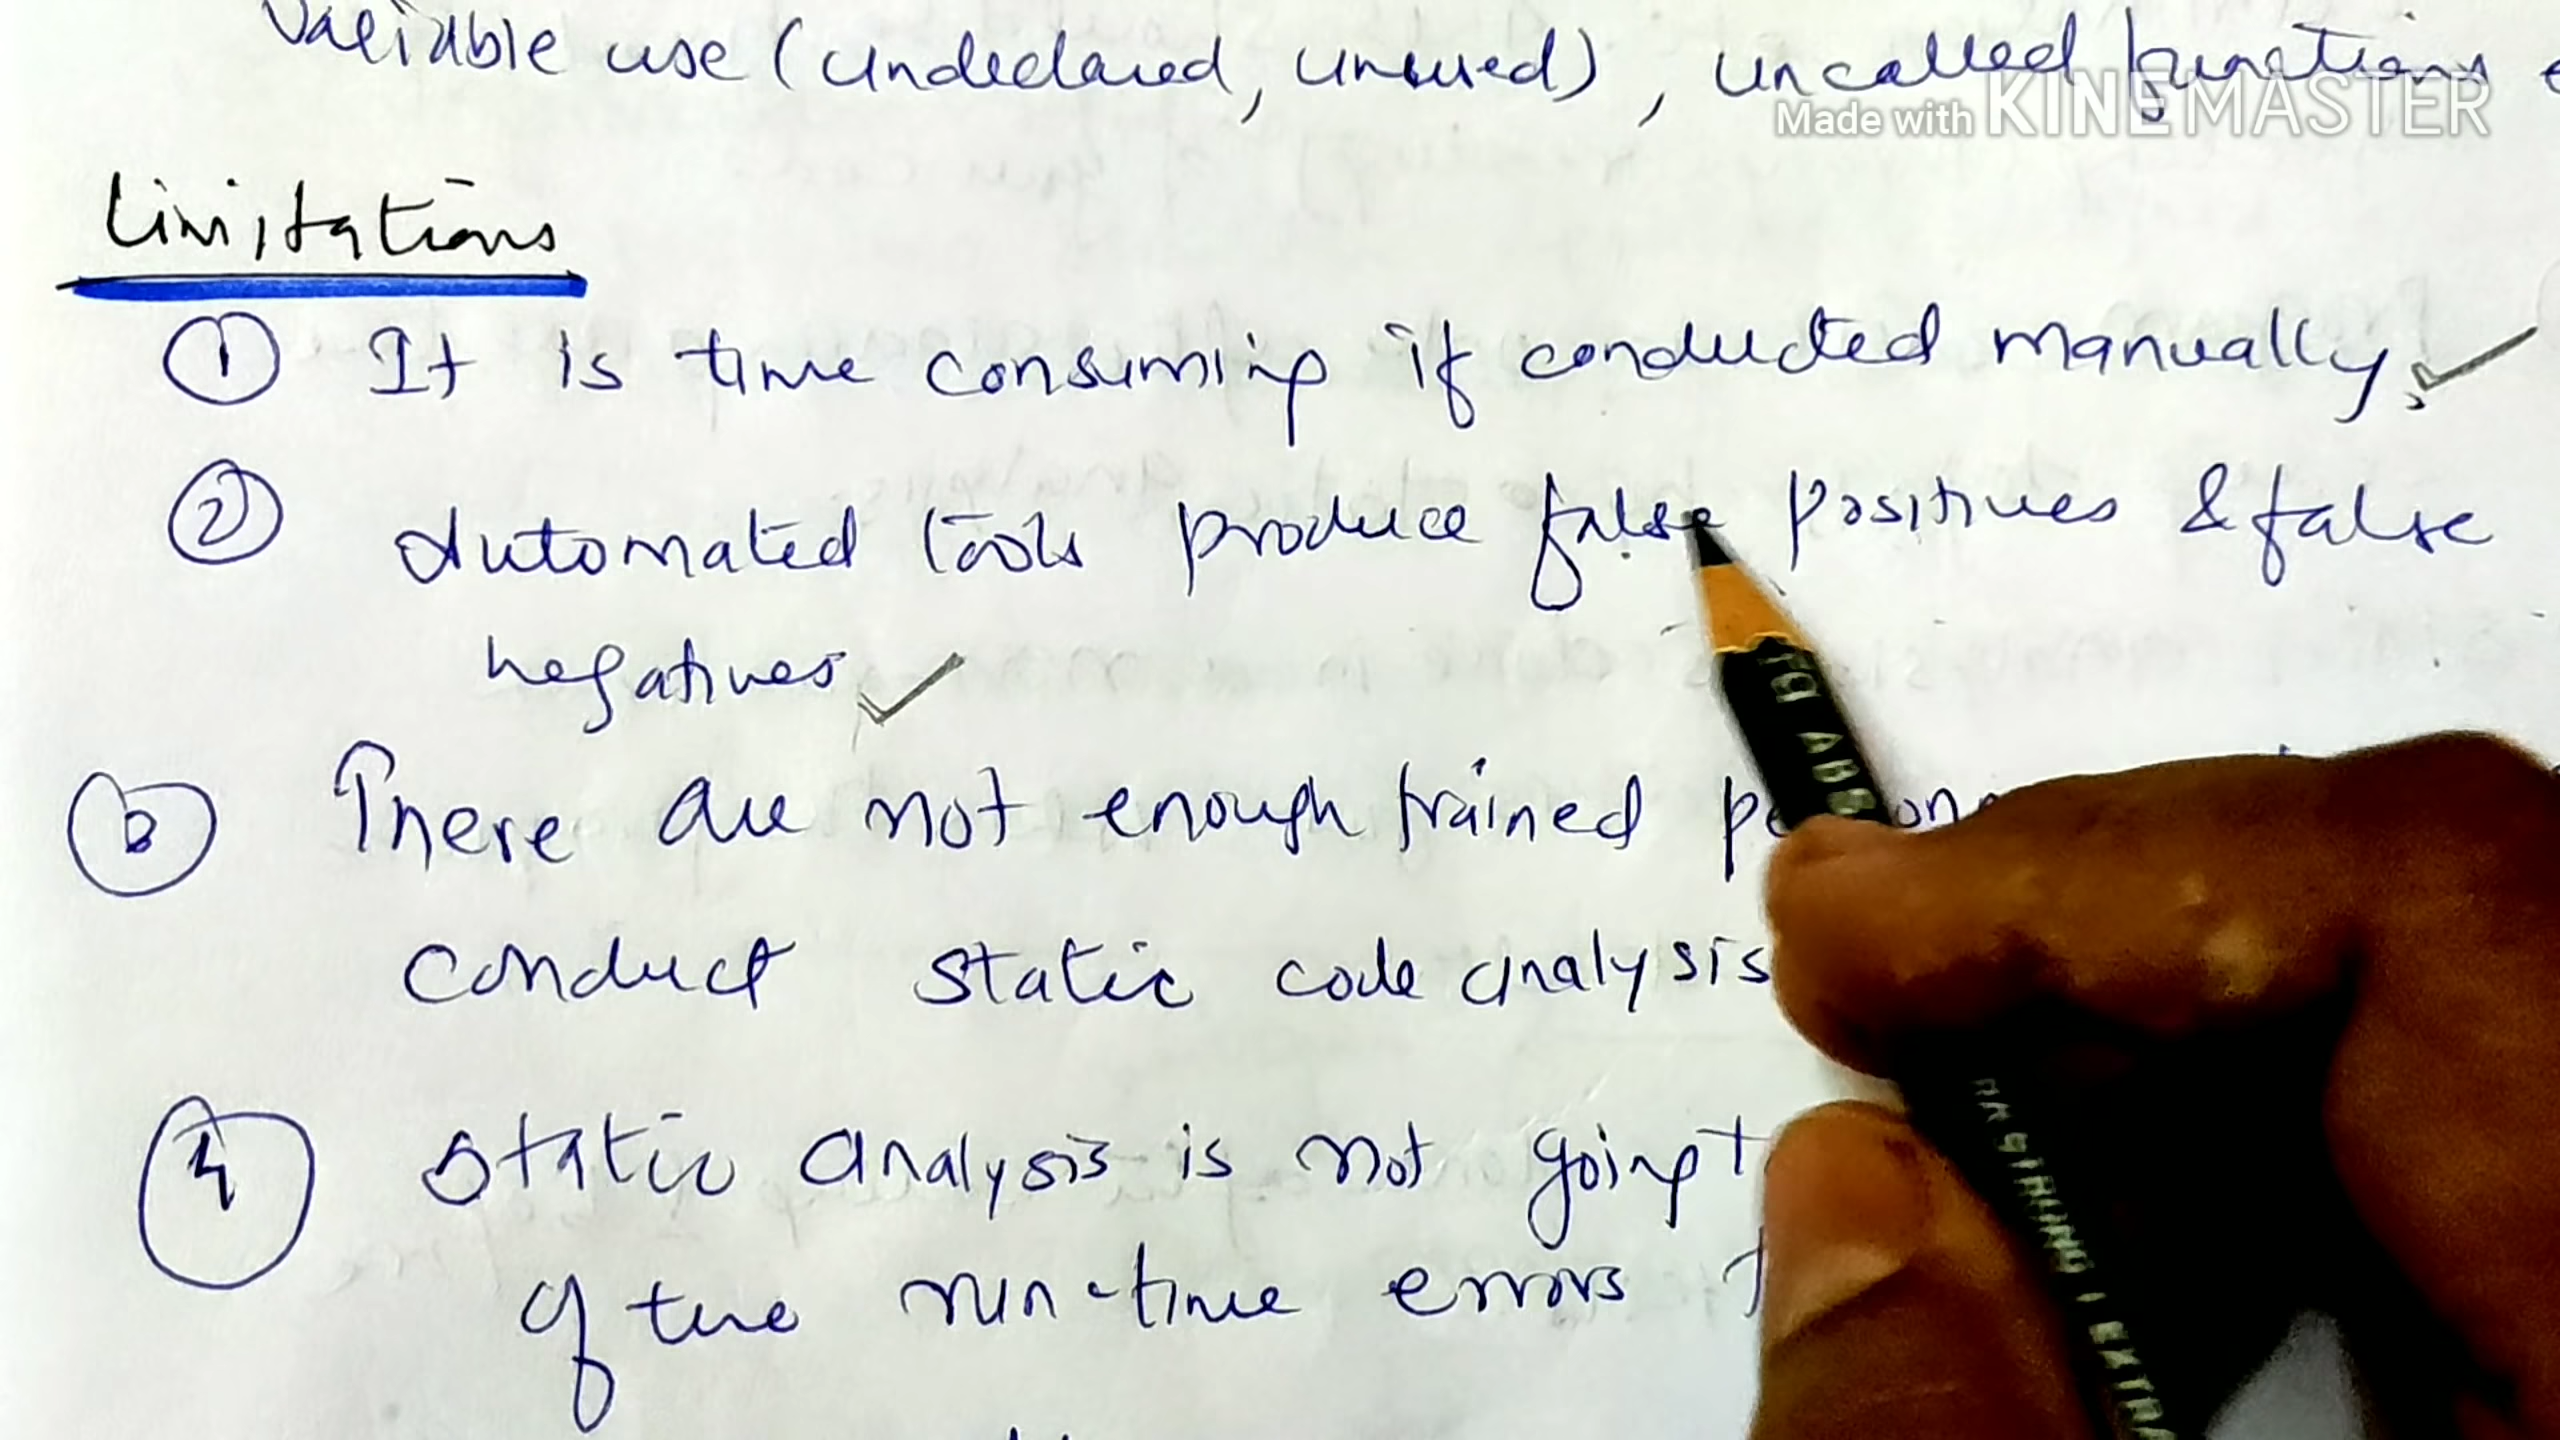 Variable use (undeclared, unused), uncalled functions
Made with KINEMASTER
Limitations
① It is time consuming if conducted manually.
② Automated tools produce false positives & false
negatives
③ There are not enough trained
conduct static code analysis
④ Static analysis is not going
of the run-time errors